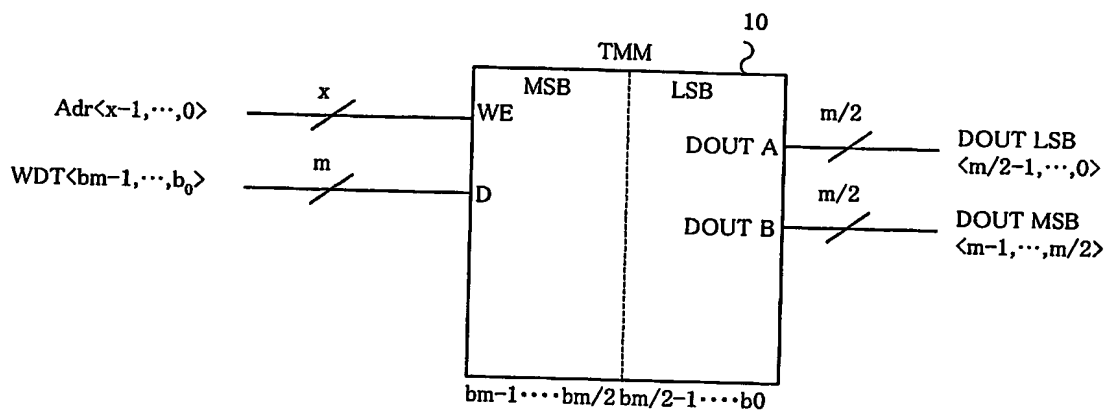 10
TMM
MSB
LSB
Adr<x-1,···,0>
x
WE
m/2
DOUT A
DOUT LSB
<m/2-1,···,0>
WDT<bm-1,···,b₀>
m
D
m/2
DOUT B
DOUT MSB
<m-1,···,m/2>
bm-1····bm/2
bm/2-1····b0